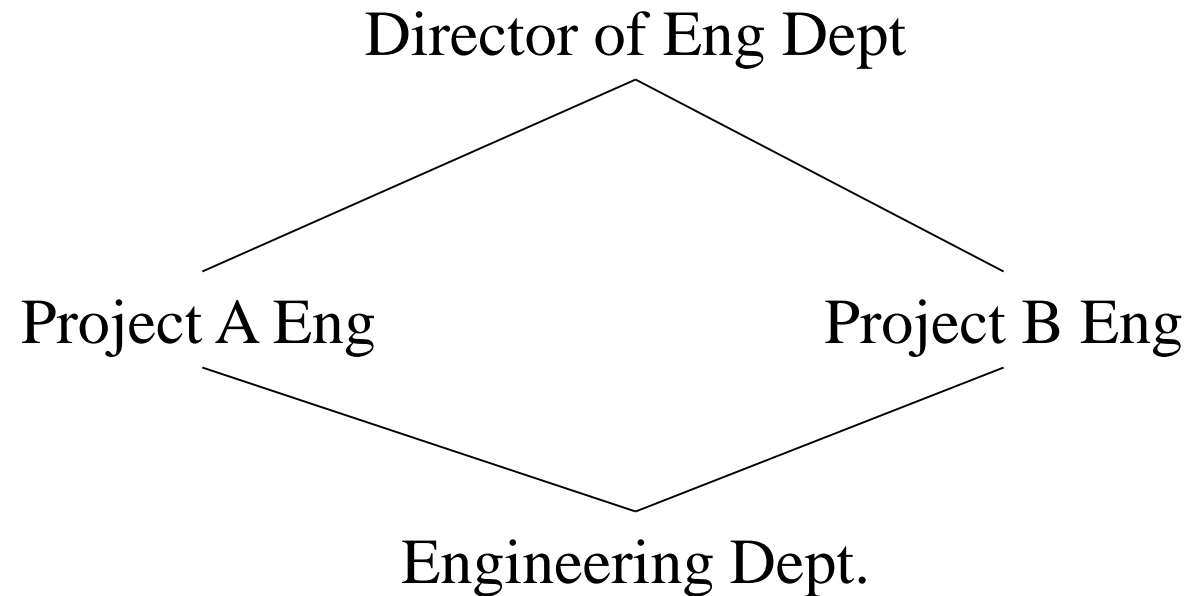 Director of Eng Dept
Project A Eng
Project B Eng
Engineering Dept.